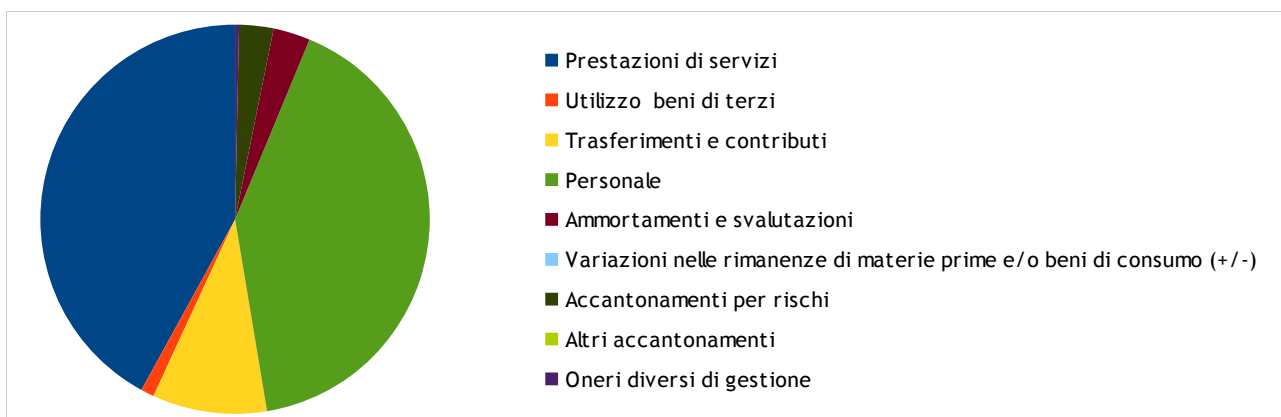 Prestazioni di servizi
Utilizzo beni di terzi
Trasferimenti e contributi
Personale
Ammortamenti e svalutazioni
Variazioni nelle rimanenze di materie prime e/o beni di consumo (+/-)
Accantonamenti per rischi
Altri accantonamenti
Oneri diversi di gestione